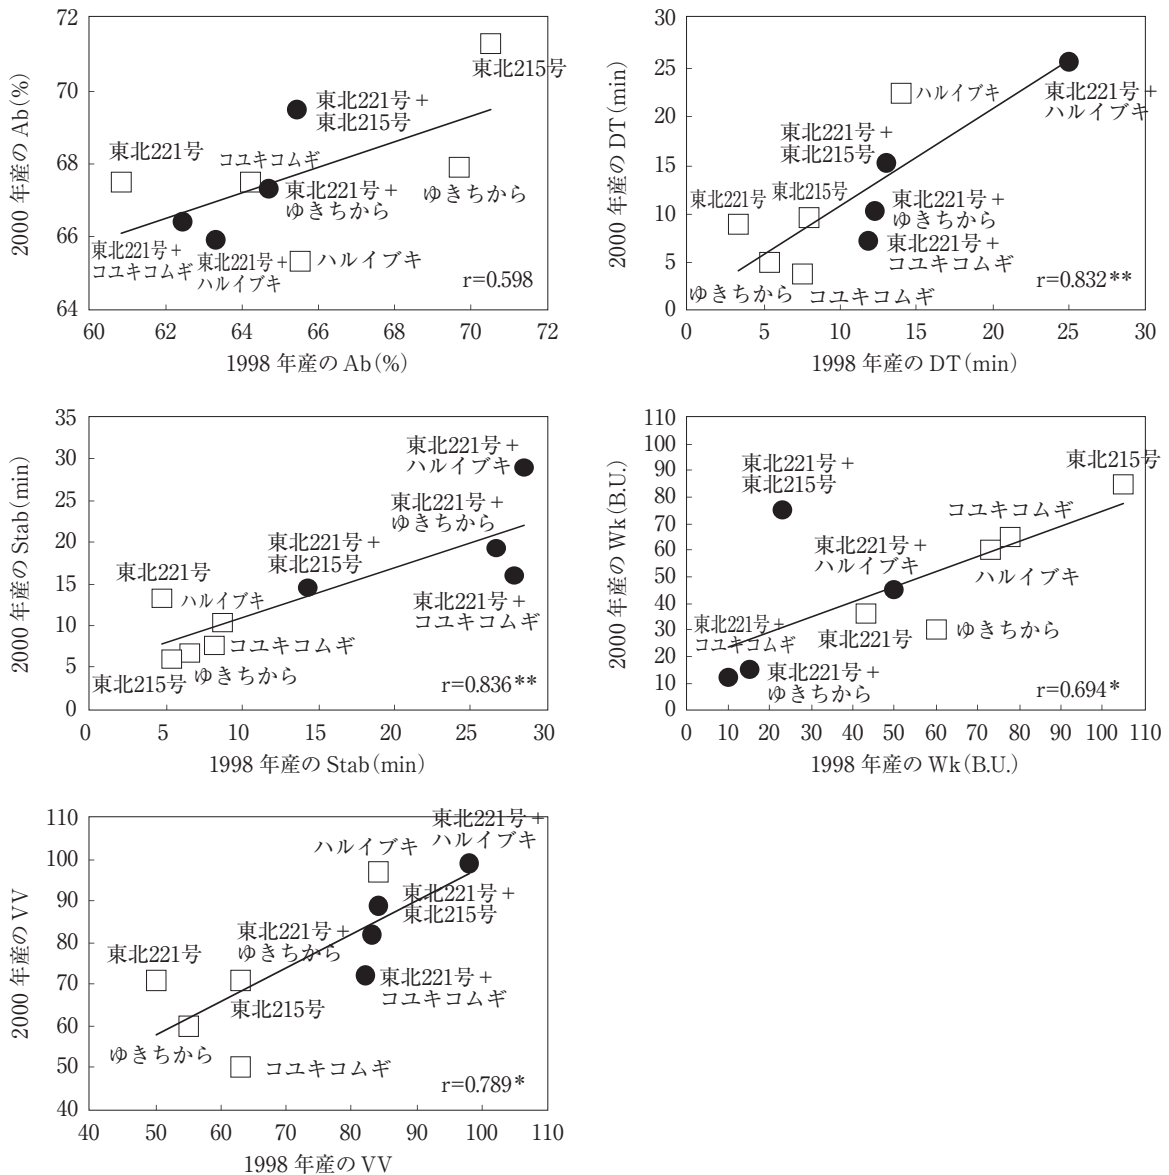 72
70
68
66
64
2000 年産の Ab(%)
東北215号
東北221号+
東北215号
東北221号
コユキコムギ
東北221号+
ゆきちから
ゆきちから
東北221号+
コユキコムギ
東北221号+
ハルイブキ
ハルイブキ
r=0.598
60 62 64 66 68 70 72
1998 年産の Ab(%)
30
25
20
15
10
5
0
2000 年産の DT(min)
ハルイブキ
東北221号+
ハルイブキ
東北221号+
東北215号
東北221号
東北215号
東北221号+
ゆきちから
東北221号+
コユキコムギ
ゆきちから
コユキコムギ
r=0.832**
0 5 10 15 20 25 30
1998 年産の DT(min)
35
30
25
20
15
10
5
0
2000 年産の Stab(min)
東北221号+
ハルイブキ
東北221号+
ゆきちから
東北221号+
東北215号
東北221号
ハルイブキ
東北221号+
コユキコムギ
コユキコムギ
ゆきちから
東北215号
r=0.836**
0 5 10 15 20 25 30
1998 年産の Stab(min)
110
100
90
80
70
60
50
40
30
20
10
0
2000 年産の Wk(B.U.)
東北215号
東北221号+
東北215号
コユキコムギ
東北221号+
ハルイブキ
ハルイブキ
東北221号+
コユキコムギ
東北221号
ゆきちから
東北221号+
ゆきちから
r=0.694*
0 10 20 30 40 50 60 70 80 90 100 110
1998 年産の Wk(B.U.)
110
100
90
80
70
60
50
40
2000 年産の VV
東北221号+
ハルイブキ
ハルイブキ
東北221号+
東北215号
東北221号+
ゆきちから
東北221号
東北221号+
コユキコムギ
東北215号
ゆきちから
コユキコムギ
r=0.789*
40 50 60 70 80 90 100 110
1998 年産の VV